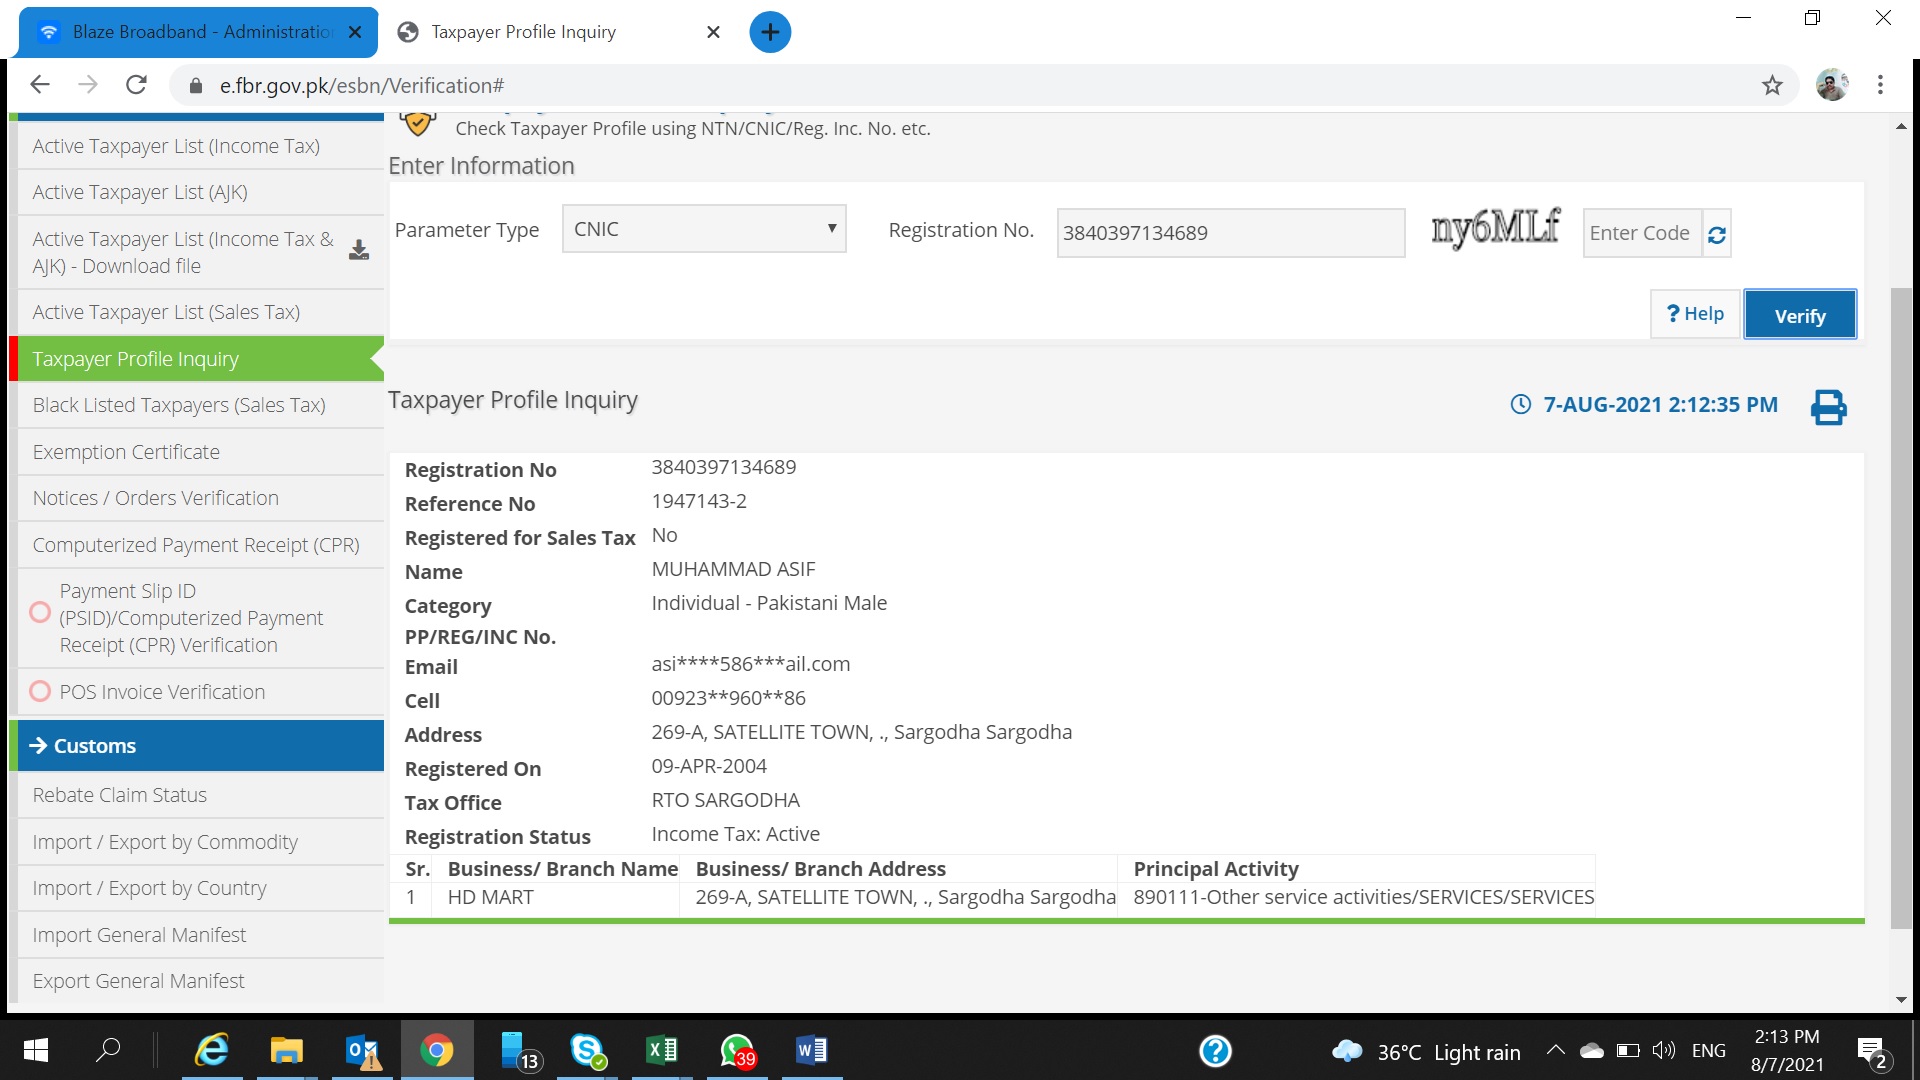 Blaze Broadband - Administratio
Taxpayer Profile Inquiry
e.fbr.gov.pk/esbn/Verification#
Active Taxpayer List (Income Tax)
Active Taxpayer List (AJK)
Active Taxpayer List (Income Tax &
AJK) - Download file
Active Taxpayer List (Sales Tax)
Taxpayer Profile Inquiry
Black Listed Taxpayers (Sales Tax)
Exemption Certificate
Notices / Orders Verification
Computerized Payment Receipt (CPR)
Payment Slip ID
(PSID)/Computerized Payment
Receipt (CPR) Verification
POS Invoice Verification
Customs
Rebate Claim Status
Import / Export by Commodity
Import / Export by Country
Import General Manifest
Export General Manifest
Check Taxpayer Profile using NTN/CNIC/Reg. Inc. No. etc.
Enter Information
Parameter Type CNIC Registration No. 3840397134689 ny6MLf Enter Code
? Help Verify
Taxpayer Profile Inquiry 7-AUG-2021 2:12:35 PM
Registration No 3840397134689
Reference No 1947143-2
Registered for Sales Tax No
Name MUHAMMAD ASIF
Category Individual - Pakistani Male
PP/REG/INC No.
Email asi****586***ail.com
Cell 00923**960**86
Address 269-A, SATELLITE TOWN, ., Sargodha Sargodha
Registered On 09-APR-2004
Tax Office RTO SARGODHA
Registration Status Income Tax: Active
Sr. Business/ Branch Name Business/ Branch Address Principal Activity
1 HD MART 269-A, SATELLITE TOWN, ., Sargodha Sargodha 890111-Other service activities/SERVICES/SERVICES
13 39 36°C Light rain ENG 2:13 PM
8/7/2021 2